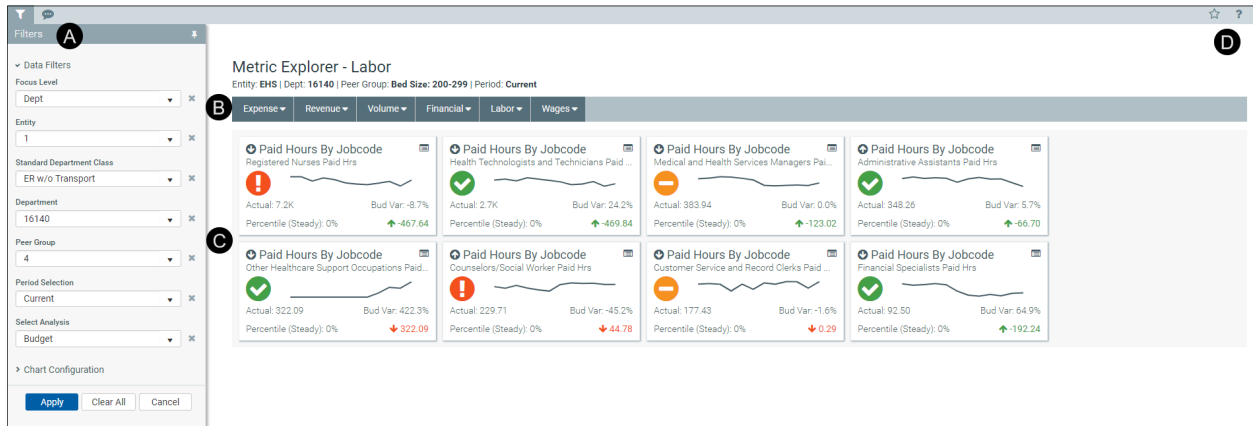 Filters
A
D
Data Filters
Focus Level
Dept
Entity
1
Standard Department Class
ER w/o Transport
Department
16140
Peer Group
4
Period Selection
Current
Select Analysis
Budget
Chart Configuration
Apply Clear All Cancel
Metric Explorer - Labor
Entity: EHS | Dept: 16140 | Peer Group: Bed Size: 200-299 | Period: Current
B
Expense Revenue Volume Financial Labor Wages
C
Paid Hours By Jobcode
Registered Nurses Paid Hrs
Actual: 7.2K Bud Var: -8.7%
Percentile (Steady): 0% -467.64
Paid Hours By Jobcode
Health Technologists and Technicians Paid ...
Actual: 2.7K Bud Var: 24.2%
Percentile (Steady): 0% -469.84
Paid Hours By Jobcode
Medical and Health Services Managers Pai...
Actual: 383.94 Bud Var: 0.0%
Percentile (Steady): 0% -123.02
Paid Hours By Jobcode
Administrative Assistants Paid Hrs
Actual: 348.26 Bud Var: 5.7%
Percentile (Steady): 0% -66.70
Paid Hours By Jobcode
Other Healthcare Support Occupations Paid...
Actual: 322.09 Bud Var: 422.3%
Percentile (Steady): 0% 322.09
Paid Hours By Jobcode
Counselors/Social Worker Paid Hrs
Actual: 229.71 Bud Var: -45.2%
Percentile (Steady): 0% 44.78
Paid Hours By Jobcode
Customer Service and Record Clerks Paid ...
Actual: 177.43 Bud Var: -1.6%
Percentile (Steady): 0% 0.29
Paid Hours By Jobcode
Financial Specialists Paid Hrs
Actual: 92.50 Bud Var: 64.9%
Percentile (Steady): 0% -192.24